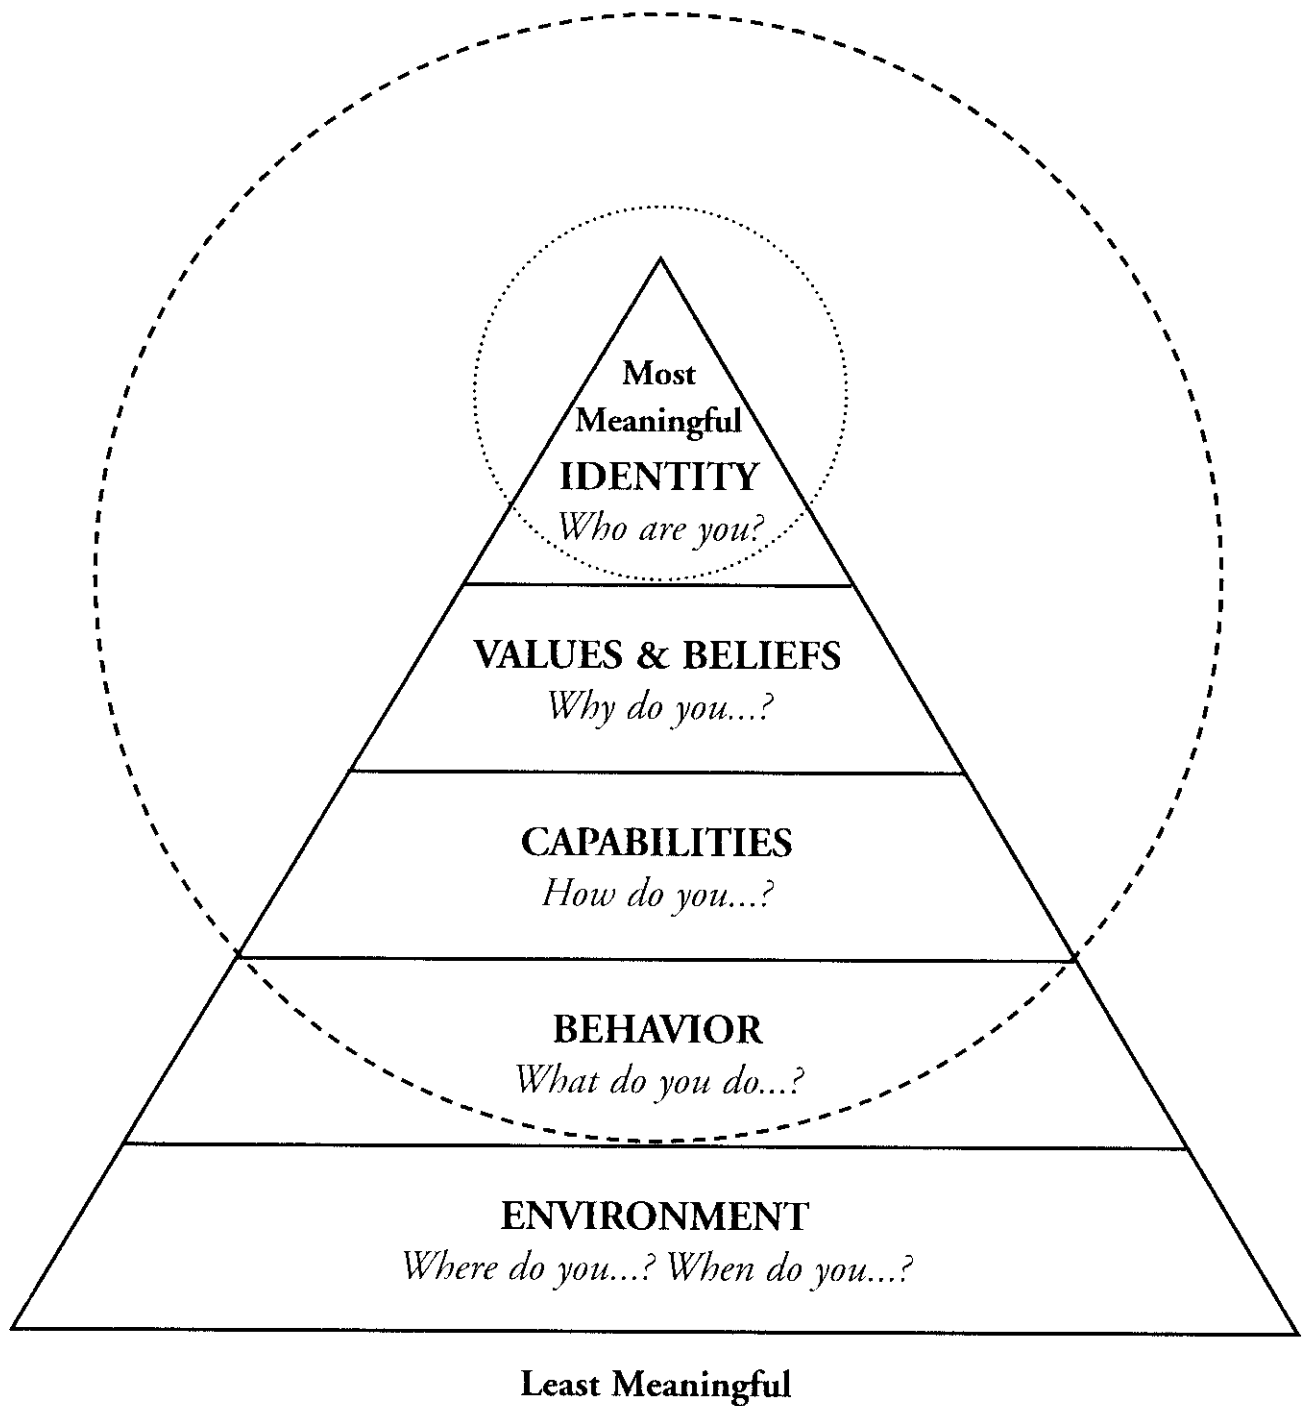 Most
Meaningful
IDENTITY
Who are you?
VALUES & BELIEFS
Why do you...?
CAPABILITIES
How do you...?
BEHAVIOR
What do you do...?
ENVIRONMENT
Where do you...? When do you...?
Least Meaningful